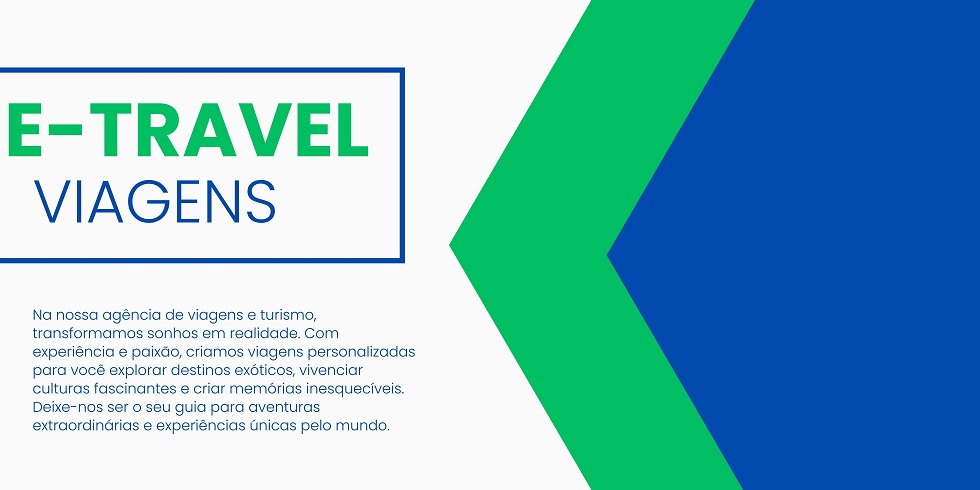 E-TRAVEL
VIAGENS
Na nossa agência de viagens e turismo,
transformamos sonhos em realidade. Com
experiência e paixão, criamos viagens personalizadas
para você explorar destinos exóticos, vivenciar
culturas fascinantes e criar memórias inesquecíveis.
Deixe-nos ser o seu guia para aventuras
extraordinárias e experiências únicas pelo mundo.